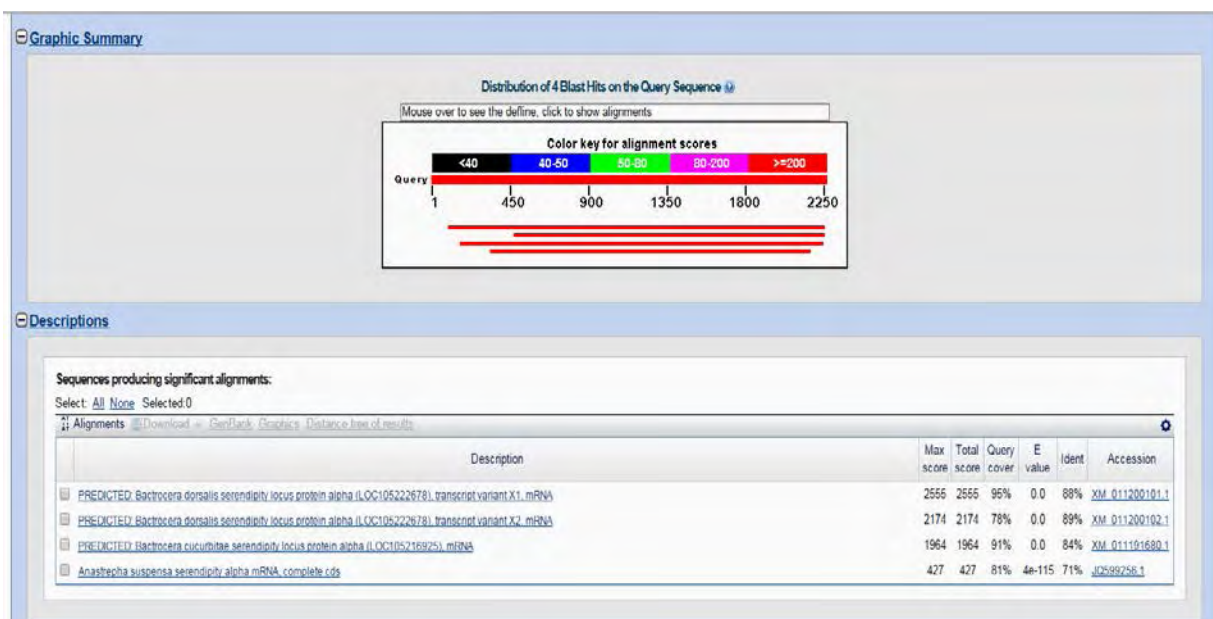 Graphic Summary
Distribution of 4 Blast Hits on the Query Sequence
Mouse over to see the defline, click to show alignments
Color key for alignment scores
<40 40-50 50-80 80-200 >=200
Query
1 450 900 1350 1800 2250
Descriptions
Sequences producing significant alignments:
Select: All None Selected:0
Alignments Download GenBank Graphics Distance tree of results
Description Max score Total score Query cover E value Ident Accession
PREDICTED: Bactrocera dorsalis serendipity locus protein alpha (LOC105222678), transcript variant X1, mRNA 2555 2555 95% 0.0 88% XM_011200101.1
PREDICTED: Bactrocera dorsalis serendipity locus protein alpha (LOC105222678), transcript variant X2, mRNA 2174 2174 78% 0.0 89% XM_011200102.1
PREDICTED: Bactrocera cucurbitae serendipity locus protein alpha (LOC105216925), mRNA 1964 1964 91% 0.0 84% XM_011191680.1
Anastrepha suspensa serendipity alpha mRNA, complete cds 427 427 81% 4e-115 71% JQ599256.1